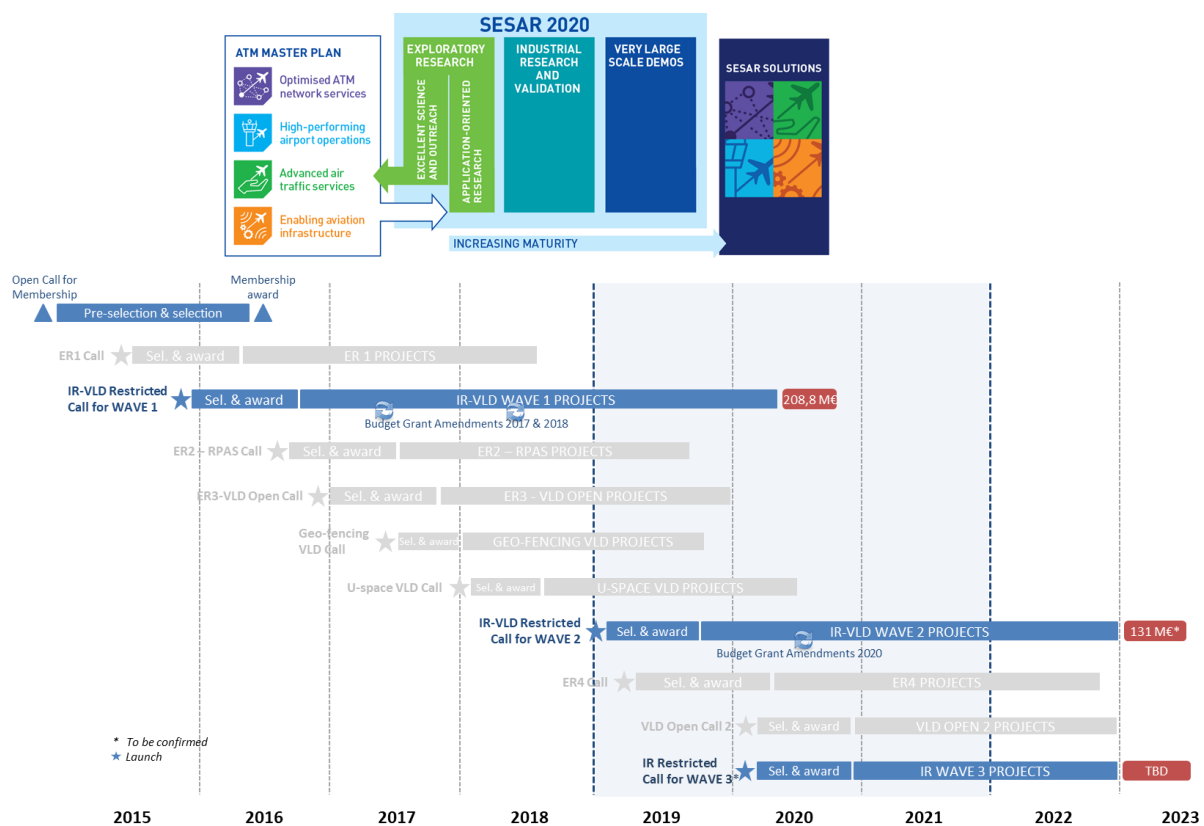 SESAR 2020
ATM MASTER PLAN
Optimised ATM
network services
High-performing
airport operations
Advanced air
traffic services
Enabling aviation
infrastructure
EXPLORATORY
RESEARCH
EXCELLENT SCIENCE
AND OUTREACH
APPLICATION-ORIENTED
RESEARCH
INDUSTRIAL
RESEARCH
AND
VALIDATION
VERY LARGE
SCALE DEMOS
SESAR SOLUTIONS
INCREASING MATURITY
Open Call for
Membership
Membership
award
Pre-selection & selection
ER1 Call
Sel. & award
ER 1 PROJECTS
IR-VLD Restricted
Call for WAVE 1
Sel. & award
IR-VLD WAVE 1 PROJECTS
208,8 M€
Budget Grant Amendments 2017 & 2018
ER2 – RPAS Call
Sel. & award
ER2 – RPAS PROJECTS
ER3-VLD Open Call
Sel. & award
ER3 - VLD OPEN PROJECTS
Geo-fencing
VLD Call
Sel. & award
GEO-FENCING VLD PROJECTS
U-space VLD Call
Sel. & award
U-SPACE VLD PROJECTS
IR-VLD Restricted
Call for WAVE 2
Sel. & award
IR-VLD WAVE 2 PROJECTS
131 M€*
Budget Grant Amendments 2020
ER4 Call
Sel. & award
ER4 PROJECTS
VLD Open Call 2
Sel. & award
VLD OPEN 2 PROJECTS
IR Restricted
Call for WAVE 3*
Sel. & award
IR WAVE 3 PROJECTS
TBD
* To be confirmed
Launch
2015
2016
2017
2018
2019
2020
2021
2022
2023